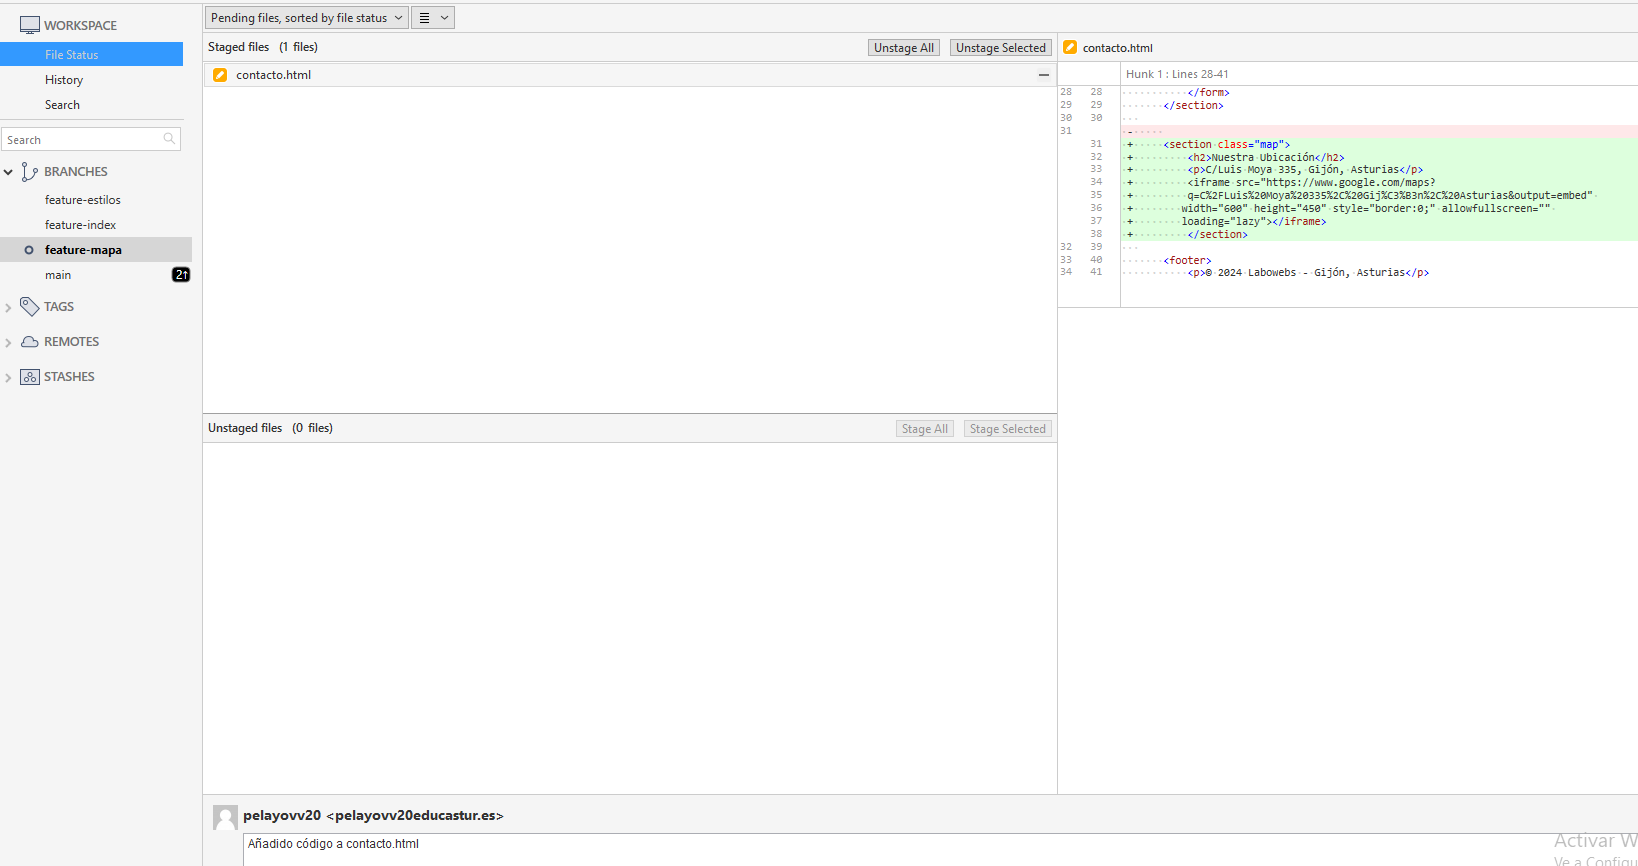 WORKSPACE
File Status
History
Search
Search
BRANCHES
feature-estilos
feature-index
feature-mapa
main 2↑
TAGS
REMOTES
STASHES
Pending files, sorted by file status
Staged files (1 files) Unstage All Unstage Selected
contacto.html
Unstaged files (0 files) Stage All Stage Selected
contacto.html
Hunk 1 : Lines 28-41
28 28 </form>
29 29 </section>
30 30
31 -
31 + <section class="map">
32 + <h2>Nuestra Ubicación</h2>
33 + <p>C/Luis Moya 335, Gijón, Asturias</p>
34 + <iframe src="https://www.google.com/maps?
35 + q=C%2FLuis%20Moya%20335%2C%20Gij%C3%B3n%2C%20Asturias&output=embed"
36 + width="600" height="450" style="border:0;" allowfullscreen=""
37 + loading="lazy"></iframe>
38 + </section>
32 39
33 40 <footer>
34 41 <p>© 2024 Labowebs - Gijón, Asturias</p>
pelayovv20 <pelayovv20educastur.es>
Añadido código a contacto.html
Activar W
Ve a Configu